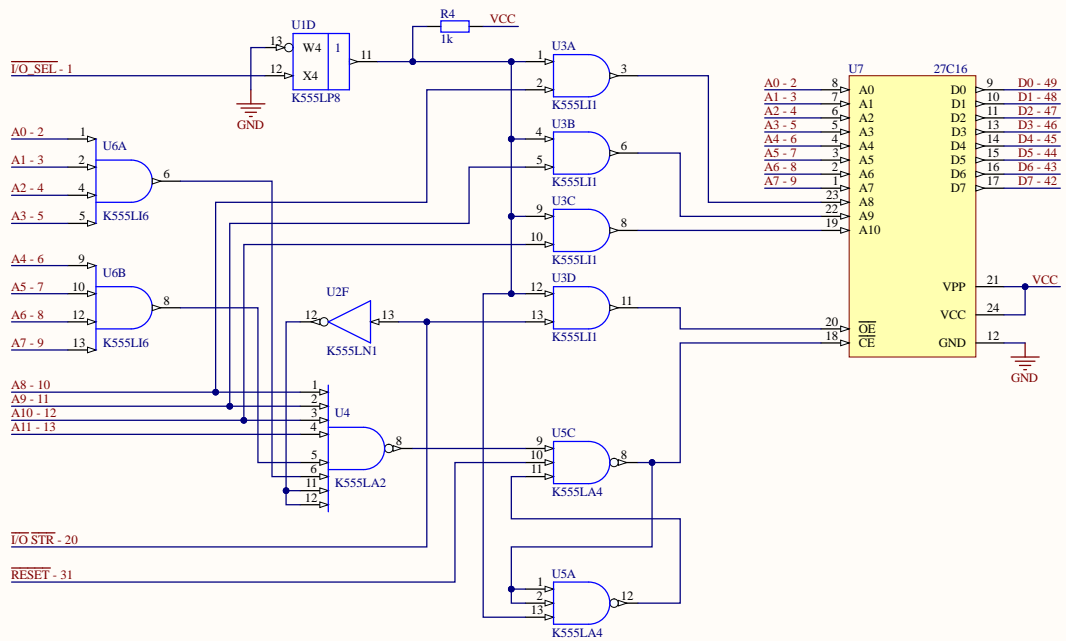 R4
VCC
1k
U1D
13
W4
1
11
12
X4
K555LP8
GND
I/O_SEL - 1
U3A
1
2
3
K555LI1
U3B
4
5
6
K555LI1
U3C
9
10
8
K555LI1
U3D
12
13
11
K555LI1
A0 - 2
A1 - 3
A2 - 4
A3 - 5
1
2
4
5
U6A
6
K555LI6
A4 - 6
A5 - 7
A6 - 8
A7 - 9
9
10
12
13
U6B
8
K555LI6
U2F
12
13
K555LN1
A8 - 10
A9 - 11
A10 - 12
A11 - 13
1
2
3
4
5
6
11
12
U4
8
K555LA2
I/O STR - 20
RESET - 31
U5C
9
10
11
8
K555LA4
U5A
1
2
13
12
K555LA4
U7
27C16
A0 - 2 8 A0 D0 9 D0 - 49
A1 - 3 7 A1 D1 10 D1 - 48
A2 - 4 6 A2 D2 11 D2 - 47
A3 - 5 5 A3 D3 13 D3 - 46
A4 - 6 4 A4 D4 14 D4 - 45
A5 - 7 3 A5 D5 15 D5 - 44
A6 - 8 2 A6 D6 16 D6 - 43
A7 - 9 1 A7 D7 17 D7 - 42
23 A8
22 A9
19 A10
VPP 21 VCC
VCC 24
20 OE
18 CE GND 12
GND